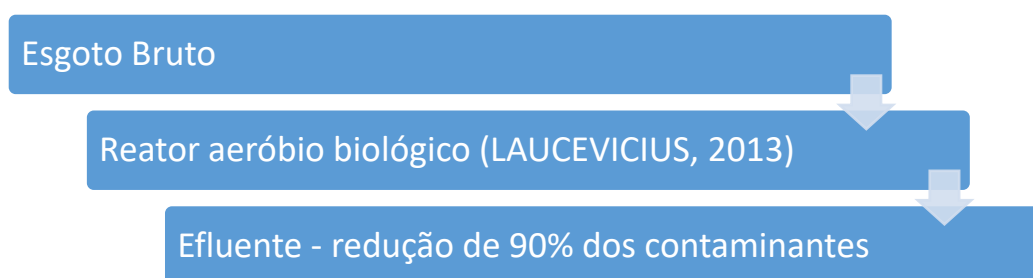 Esgoto Bruto
Reator aeróbio biológico (LAUCEVICIUS, 2013)
Efluente - redução de 90% dos contaminantes